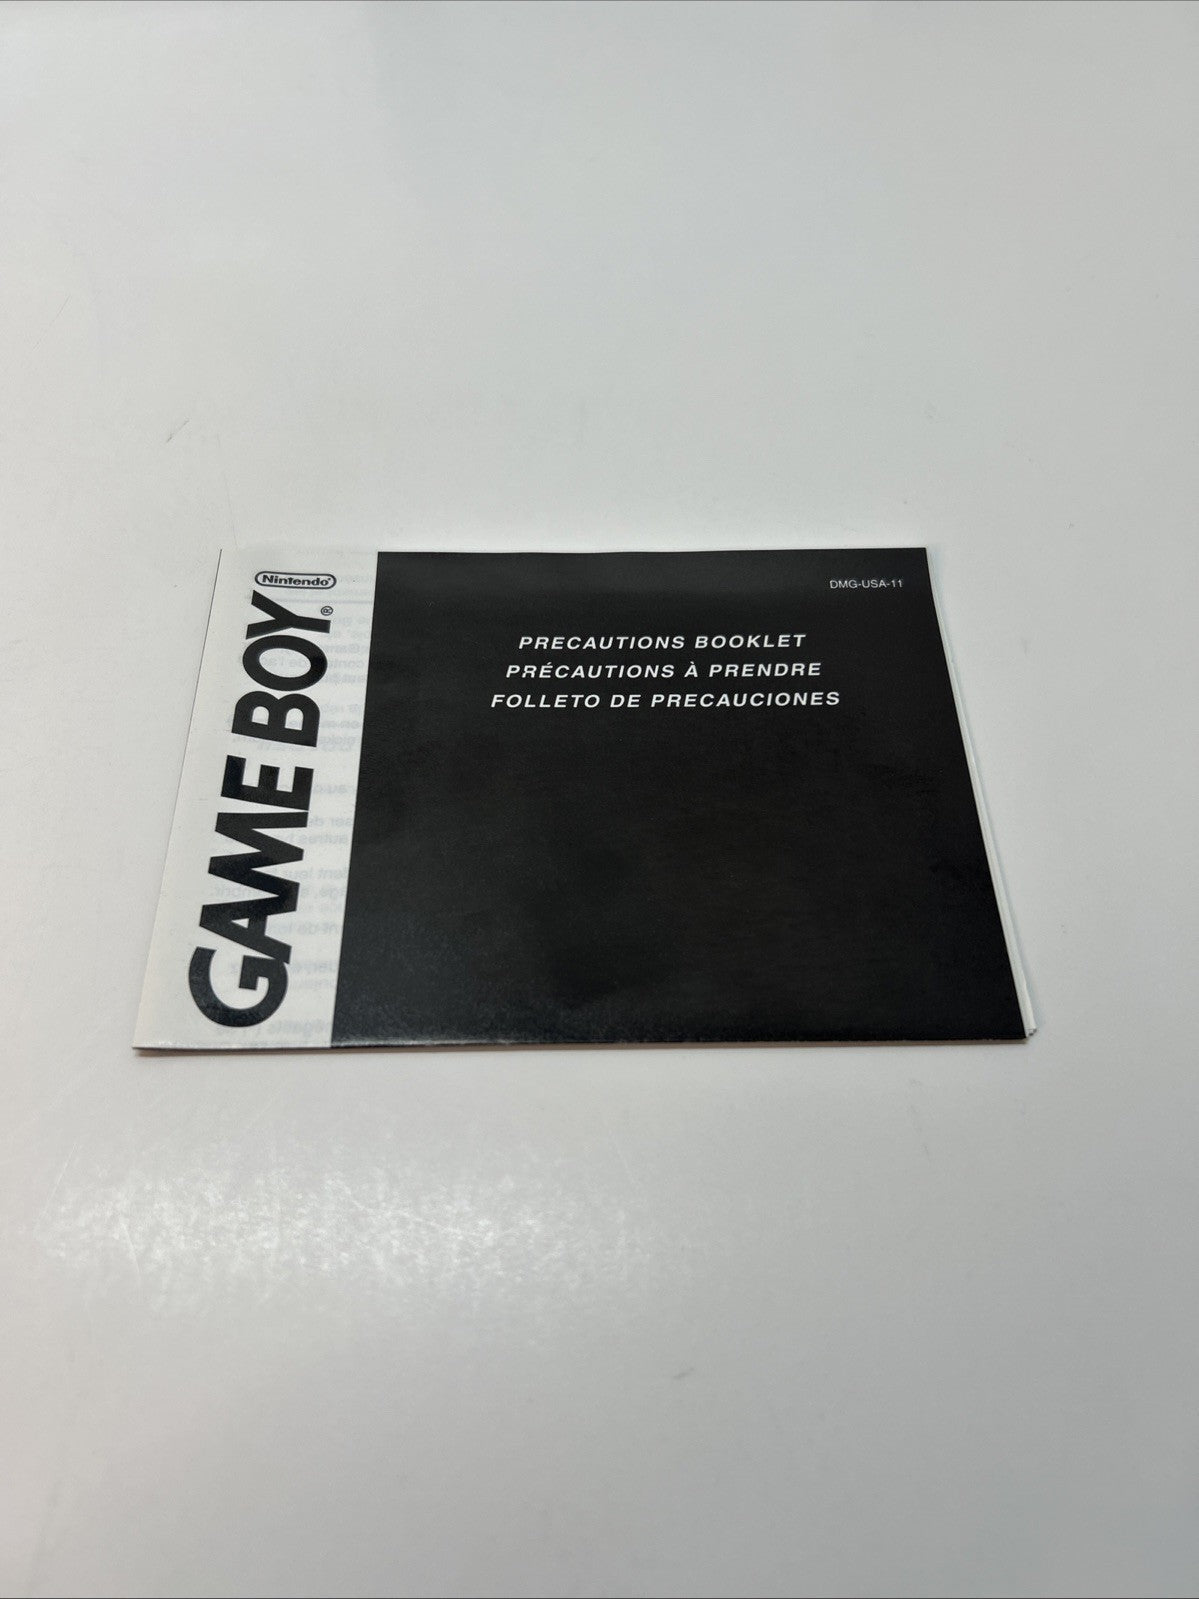 Nintendo®
GAME BOY®
DMG-USA-11
PRECAUTIONS BOOKLET
PRÉCAUTIONS À PRENDRE
FOLLETO DE PRECAUCIONES